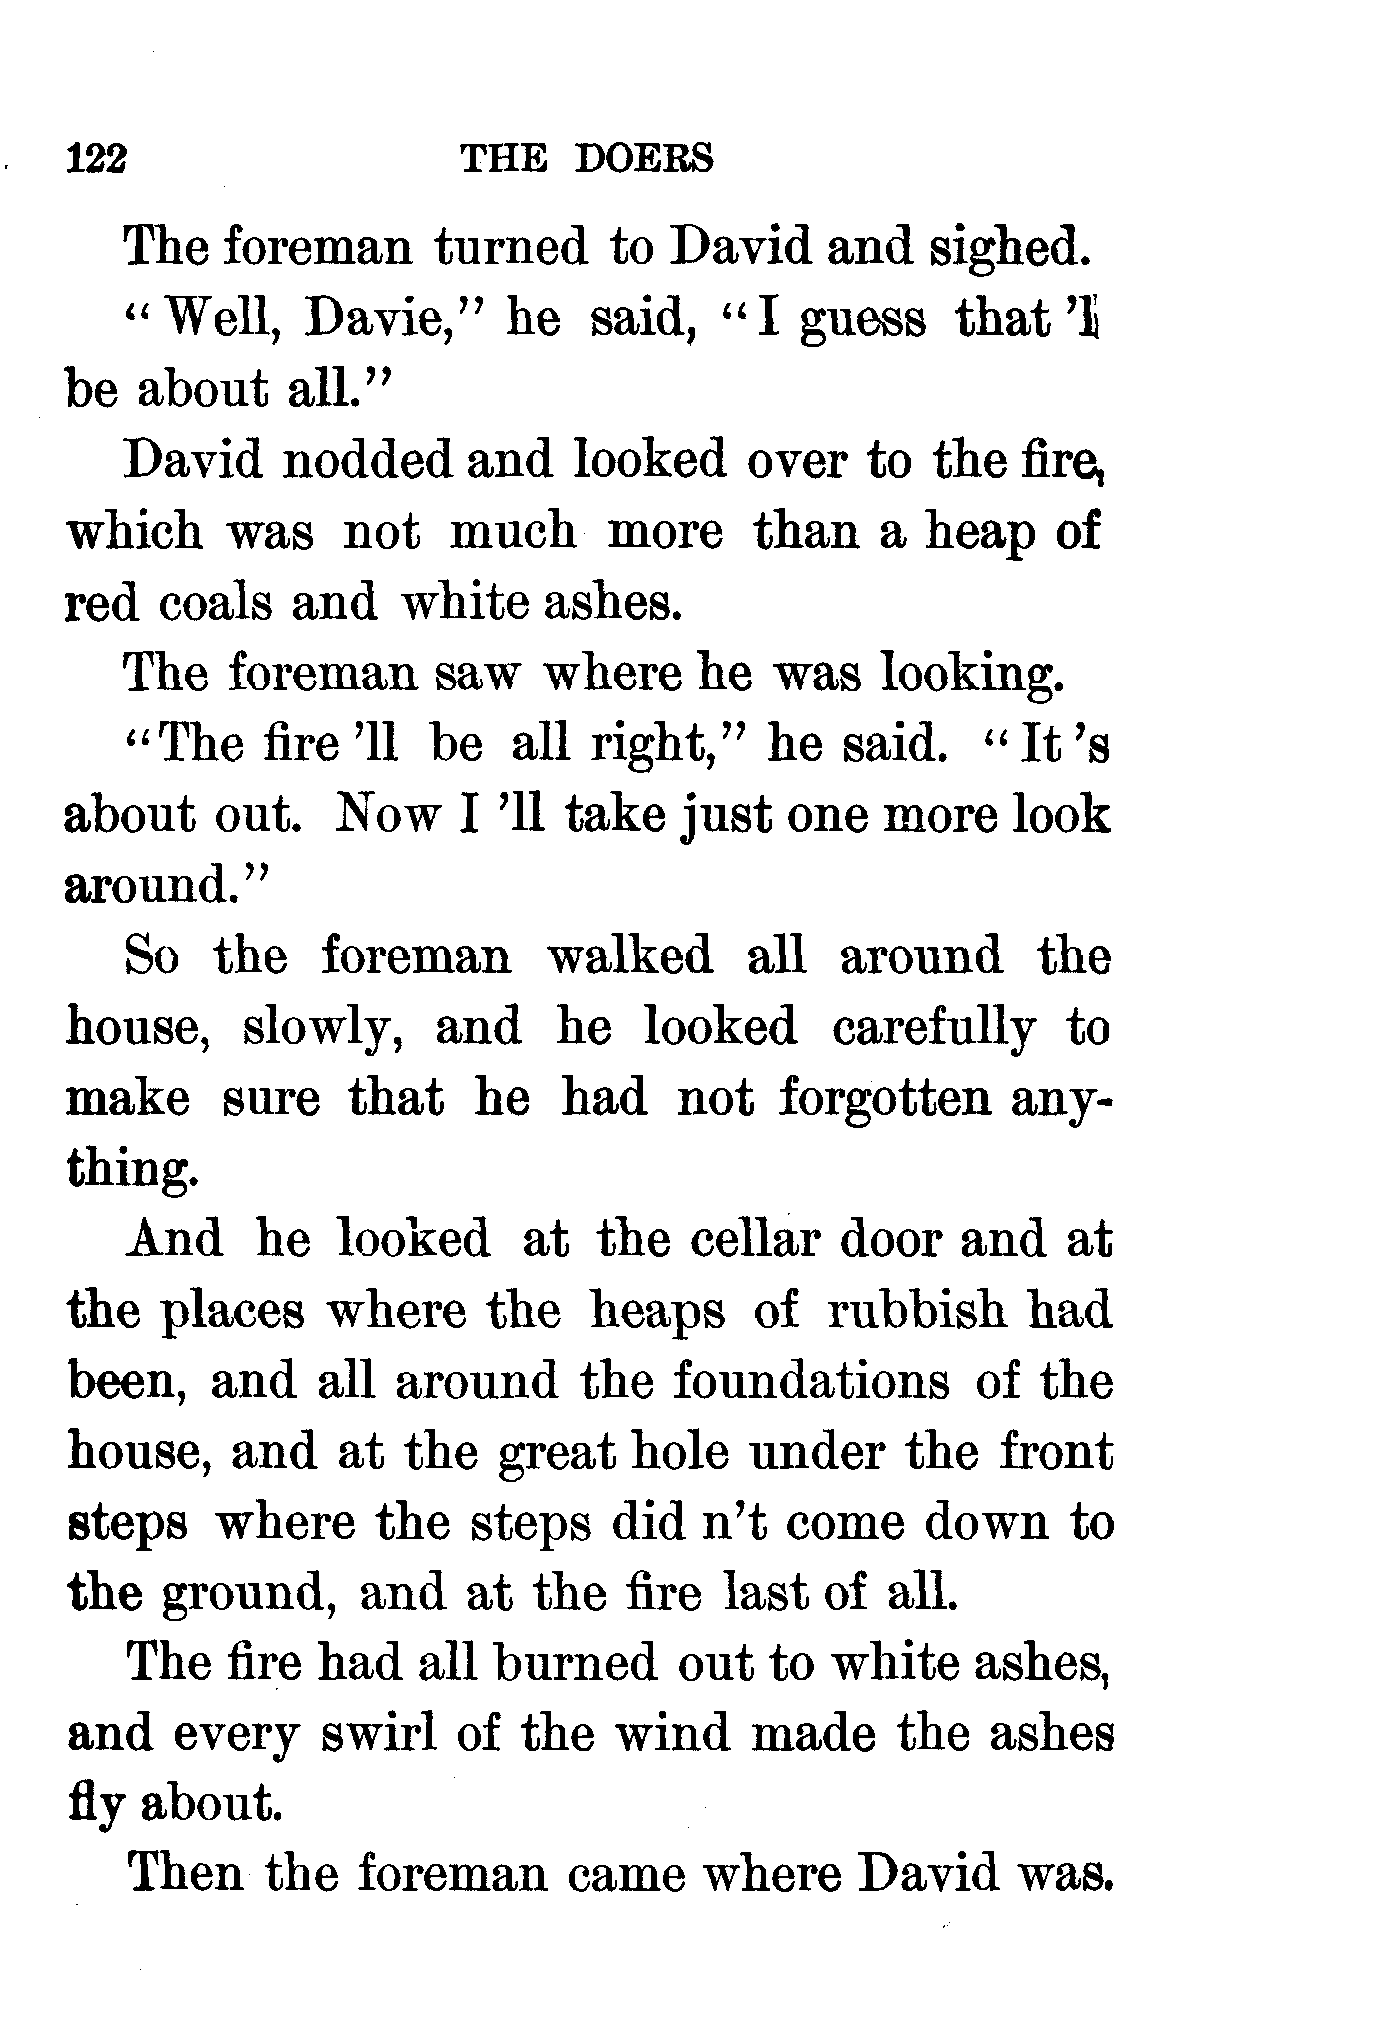 122 THE DOERS
The foreman turned to David and sighed.
“Well, Davie,” he said, “I guess that ’ll
be about all.”
David nodded and looked over to the fire,
which was not much more than a heap of
red coals and white ashes.
The foreman saw where he was looking.
“The fire ’ll be all right,” he said. “It ’s
about out. Now I ’ll take just one more look
around.”
So the foreman walked all around the
house, slowly, and he looked carefully to
make sure that he had not forgotten any-
thing.
And he looked at the cellar door and at
the places where the heaps of rubbish had
been, and all around the foundations of the
house, and at the great hole under the front
steps where the steps did n’t come down to
the ground, and at the fire last of all.
The fire had all burned out to white ashes,
and every swirl of the wind made the ashes
fly about.
Then the foreman came where David was.